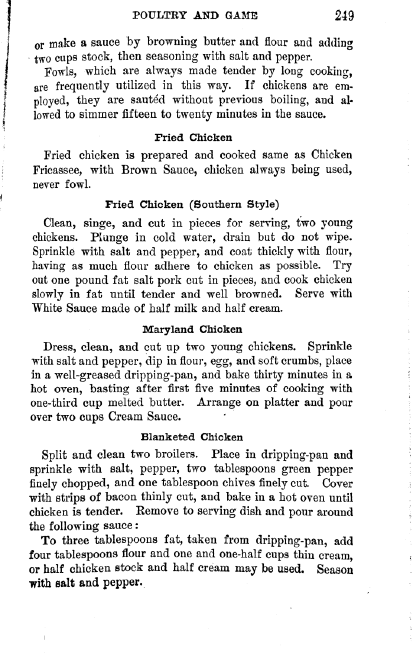 POULTRY AND GAME 249
or make a sauce by browning butter and flour and adding
two cups stock, then seasoning with salt and pepper.
Fowls, which are always made tender by long cooking,
are frequently utilized in this way. If chickens are em-
ployed, they are sautéd without previous boiling, and al-
lowed to simmer fifteen to twenty minutes in the sauce.
Fried Chicken
Fried chicken is prepared and cooked same as Chicken
Fricassee, with Brown Sauce, chicken always being used,
never fowl.
Fried Chicken (Southern Style)
Clean, singe, and cut in pieces for serving, two young
chickens. Plunge in cold water, drain but do not wipe.
Sprinkle with salt and pepper, and coat thickly with flour,
having as much flour adhere to chicken as possible. Try
out one pound fat salt pork cut in pieces, and cook chicken
slowly in fat until tender and well browned. Serve with
White Sauce made of half milk and half cream.
Maryland Chicken
Dress, clean, and cut up two young chickens. Sprinkle
with salt and pepper, dip in flour, egg, and soft crumbs, place
in a well-greased dripping-pan, and bake thirty minutes in a
hot oven, basting after first five minutes of cooking with
one-third cup melted butter. Arrange on platter and pour
over two cups Cream Sauce.
Blanketed Chicken
Split and clean two broilers. Place in dripping-pan and
sprinkle with salt, pepper, two tablespoons green pepper
finely chopped, and one tablespoon chives finely cut. Cover
with strips of bacon thinly cut, and bake in a hot oven until
chicken is tender. Remove to serving dish and pour around
the following sauce:
To three tablespoons fat, taken from dripping-pan, add
four tablespoons flour and one and one-half cups thin cream,
or half chicken stock and half cream may be used. Season
with salt and pepper.